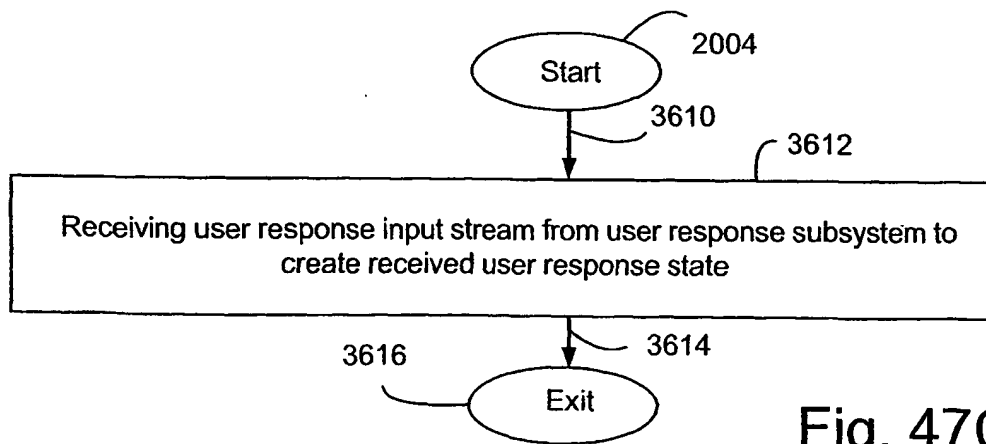 2004
Start
3610
3612
Receiving user response input stream from user response subsystem to
create received user response state
3614
3616
Exit